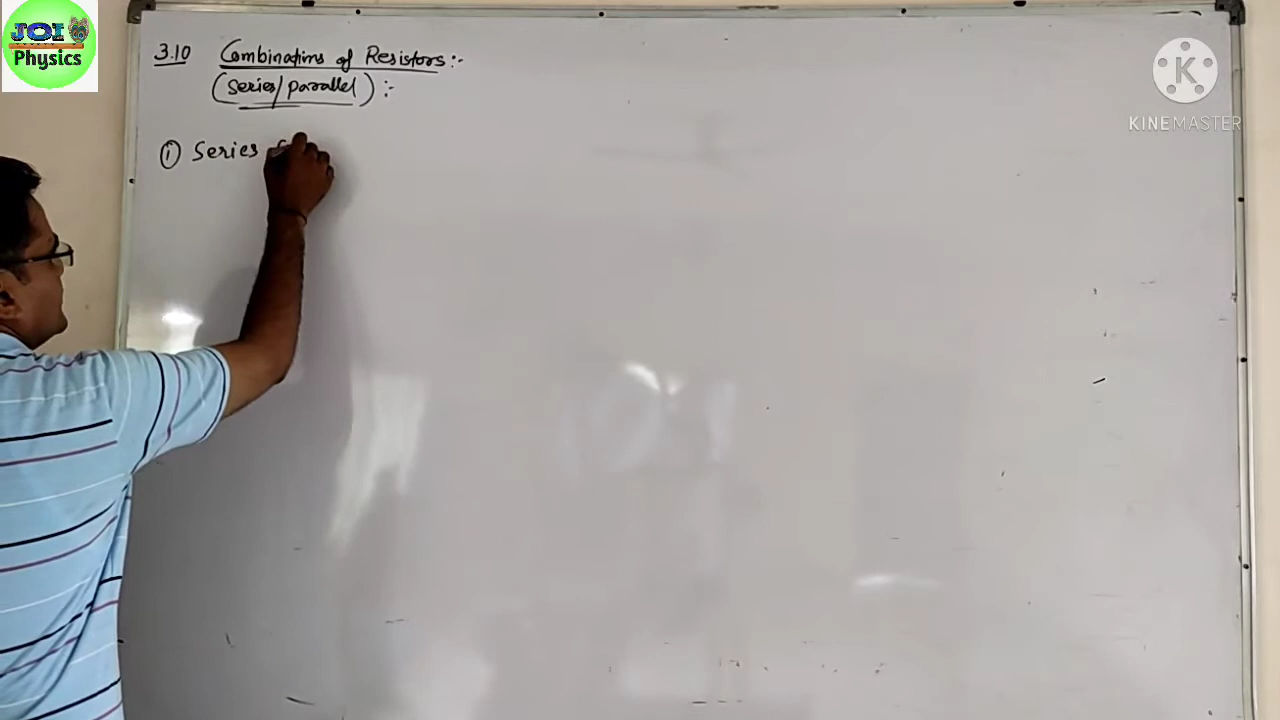 JOI
Physics
3.10 Combinations of Resistors:-
(Series/parallel):-
① Series
K
KINEMASTER